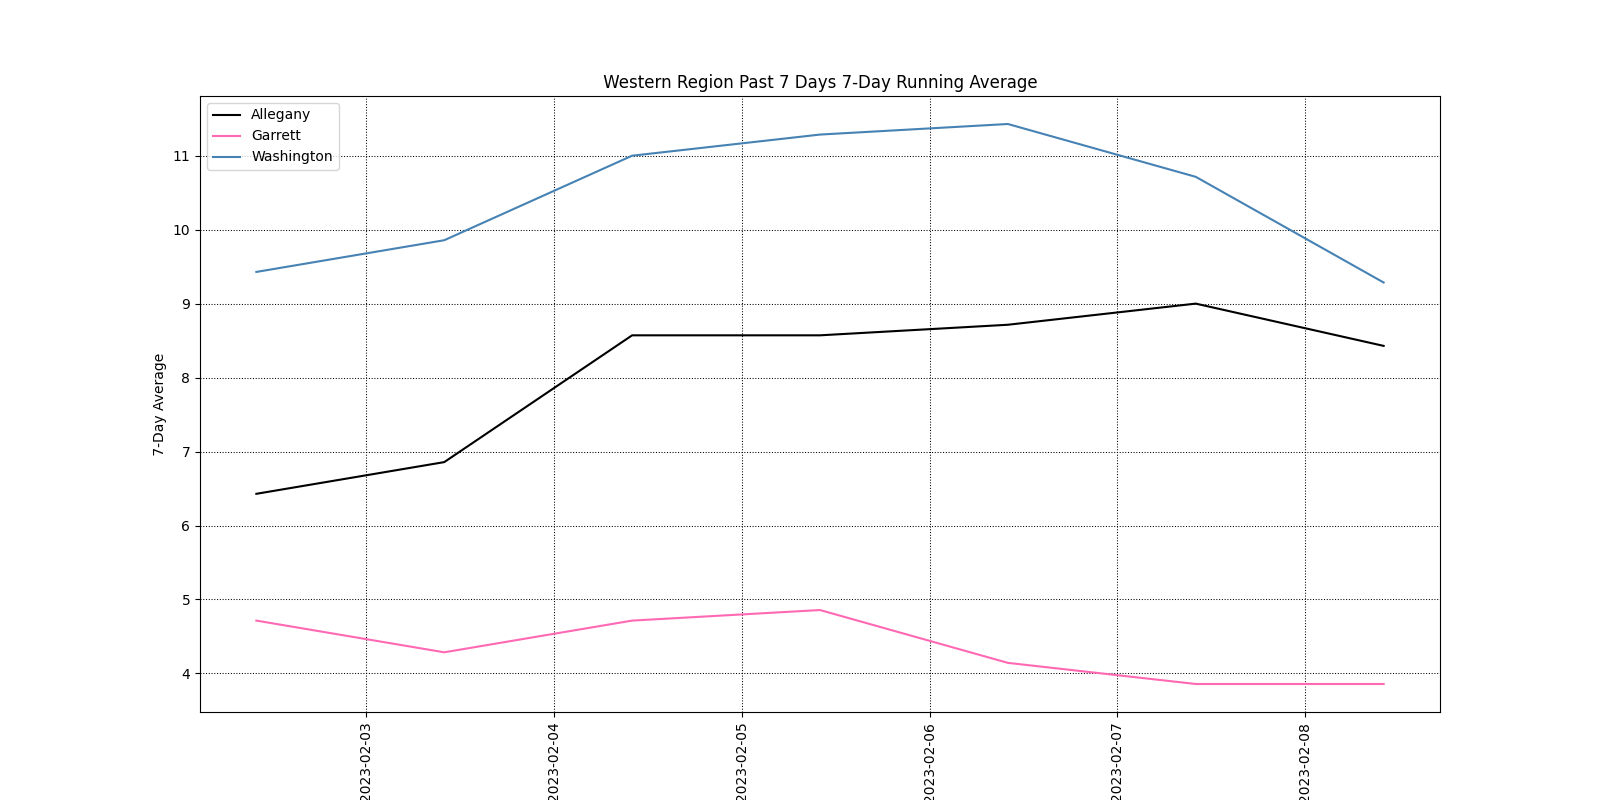 Western Region Past 7 Days 7-Day Running Average
Allegany
Garrett
Washington
11
10
9
8
7
6
5
4
7-Day Average
2023-02-03
2023-02-04
2023-02-05
2023-02-06
2023-02-07
2023-02-08